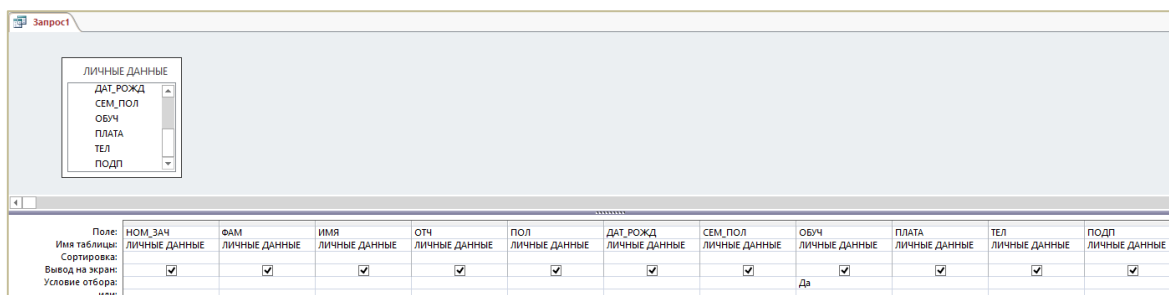 Запрос1
ЛИЧНЫЕ ДАННЫЕ
ДАТ_РОЖД
СЕМ_ПОЛ
ОБУЧ
ПЛАТА
ТЕЛ
ПОДП
Поле: НОМ_ЗАЧ ФАМ ИМЯ ОТЧ ПОЛ ДАТ_РОЖД СЕМ_ПОЛ ОБУЧ ПЛАТА ТЕЛ ПОДП
Имя таблицы: ЛИЧНЫЕ ДАННЫЕ ЛИЧНЫЕ ДАННЫЕ ЛИЧНЫЕ ДАННЫЕ ЛИЧНЫЕ ДАННЫЕ ЛИЧНЫЕ ДАННЫЕ ЛИЧНЫЕ ДАННЫЕ ЛИЧНЫЕ ДАННЫЕ ЛИЧНЫЕ ДАННЫЕ ЛИЧНЫЕ ДАННЫЕ ЛИЧНЫЕ ДАННЫЕ ЛИЧНЫЕ ДАННЫЕ
Сортировка:
Вывод на экран:
Условие отбора: Да
или: